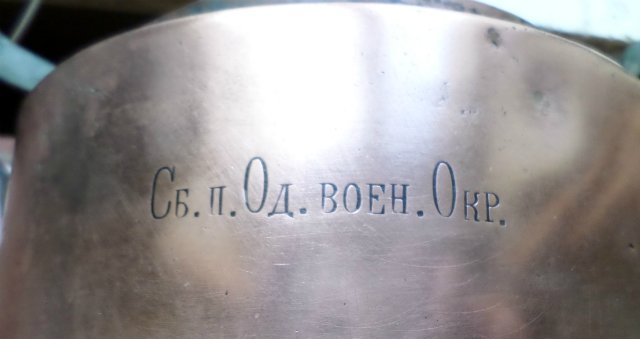 Сб. п. Од. воен. Окр.